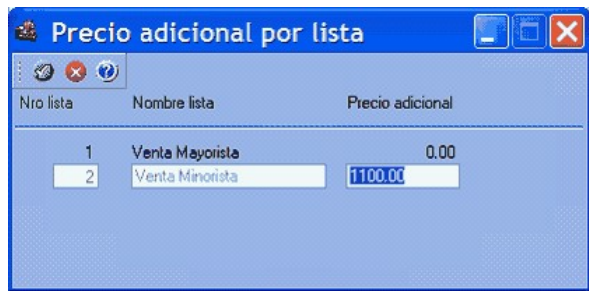 Precio adicional por lista
Nro lista Nombre lista Precio adicional
1 Venta Mayorista 0.00
2 Venta Minorista 1100.00